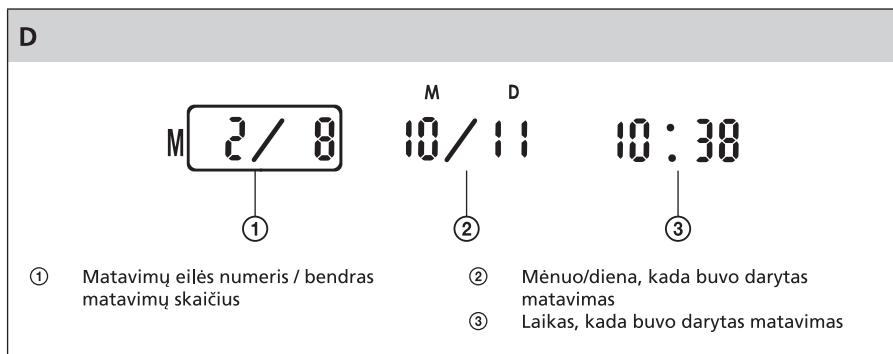 D
M D
M 2/ 8 10/11 10:38
① ② ③
① Matavimų eilės numeris / bendras
matavimų skaičius
② Mėnuo/diena, kada buvo darytas
matavimas
③ Laikas, kada buvo darytas matavimas